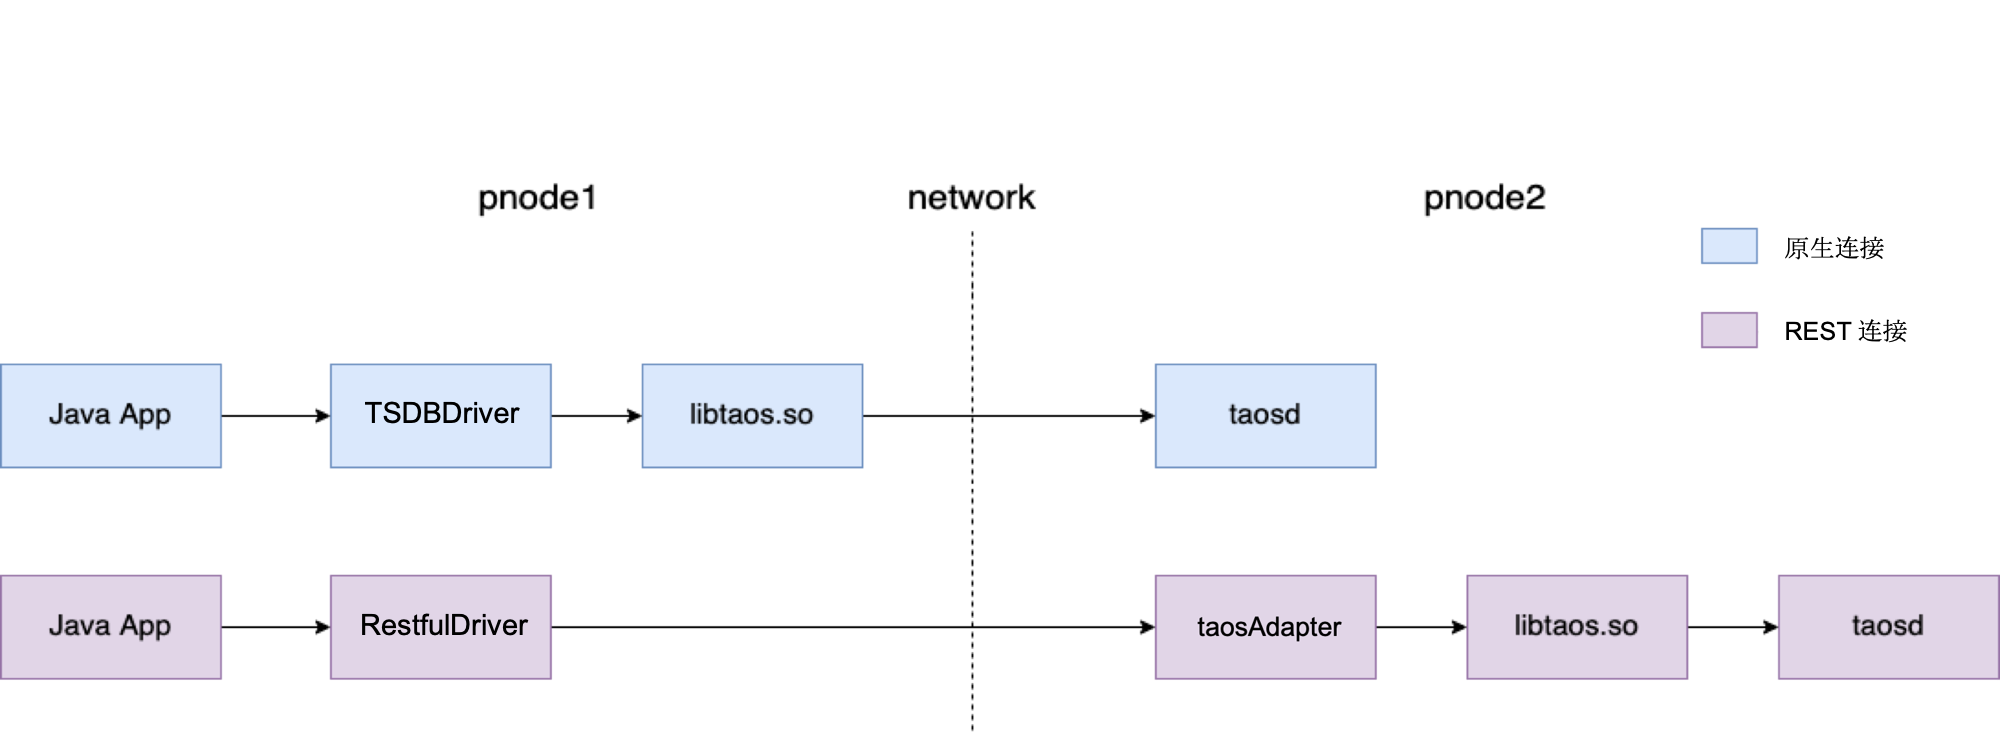 pnode1
network
pnode2
原生连接
REST 连接
Java App
TSDBDriver
libtaos.so
taosd
Java App
RestfulDriver
taosAdapter
libtaos.so
taosd